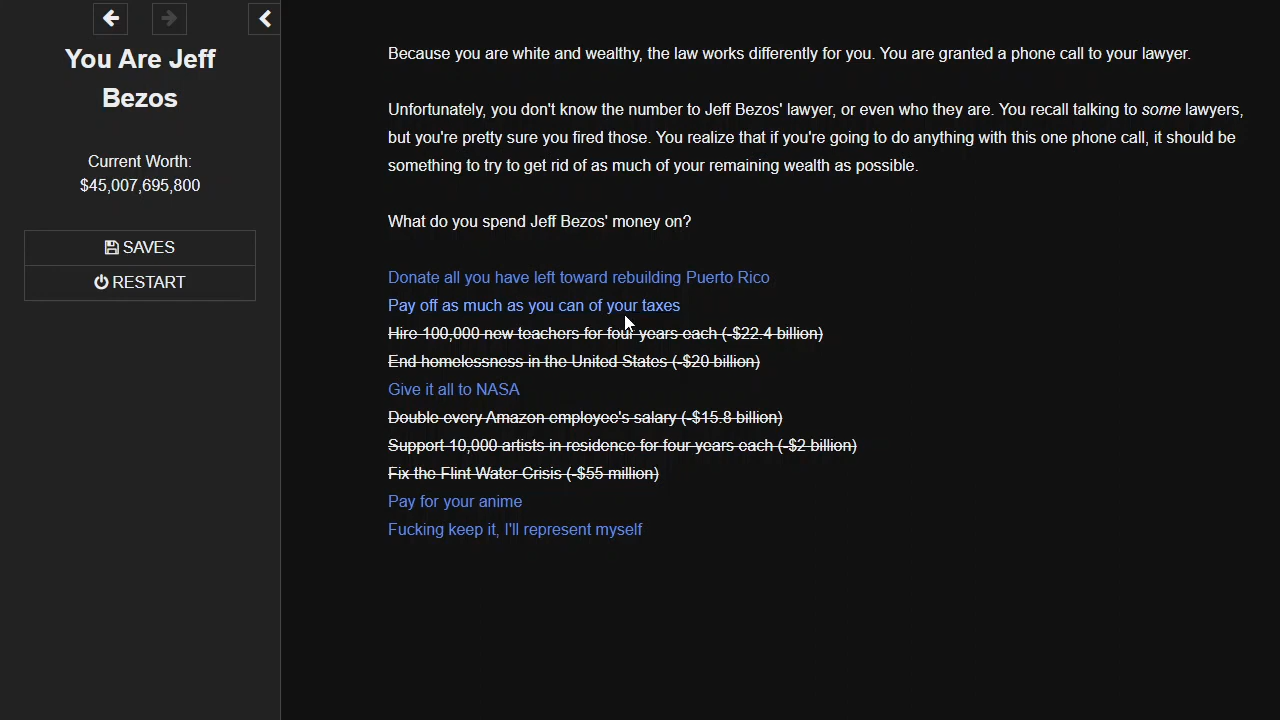 You Are Jeff
Bezos
Current Worth:
$45,007,695,800
SAVES
RESTART
Because you are white and wealthy, the law works differently for you. You are granted a phone call to your lawyer.
Unfortunately, you don't know the number to Jeff Bezos' lawyer, or even who they are. You recall talking to some lawyers,
but you're pretty sure you fired those. You realize that if you're going to do anything with this one phone call, it should be
something to try to get rid of as much of your remaining wealth as possible.
What do you spend Jeff Bezos' money on?
Donate all you have left toward rebuilding Puerto Rico
Pay off as much as you can of your taxes
Hire 100,000 new teachers for four years each (-$22.4 billion)
End homelessness in the United States (-$20 billion)
Give it all to NASA
Double every Amazon employee's salary (-$15.8 billion)
Support 10,000 artists in residence for four years each (-$2 billion)
Fix the Flint Water Crisis (-$55 million)
Pay for your anime
Fucking keep it, I'll represent myself